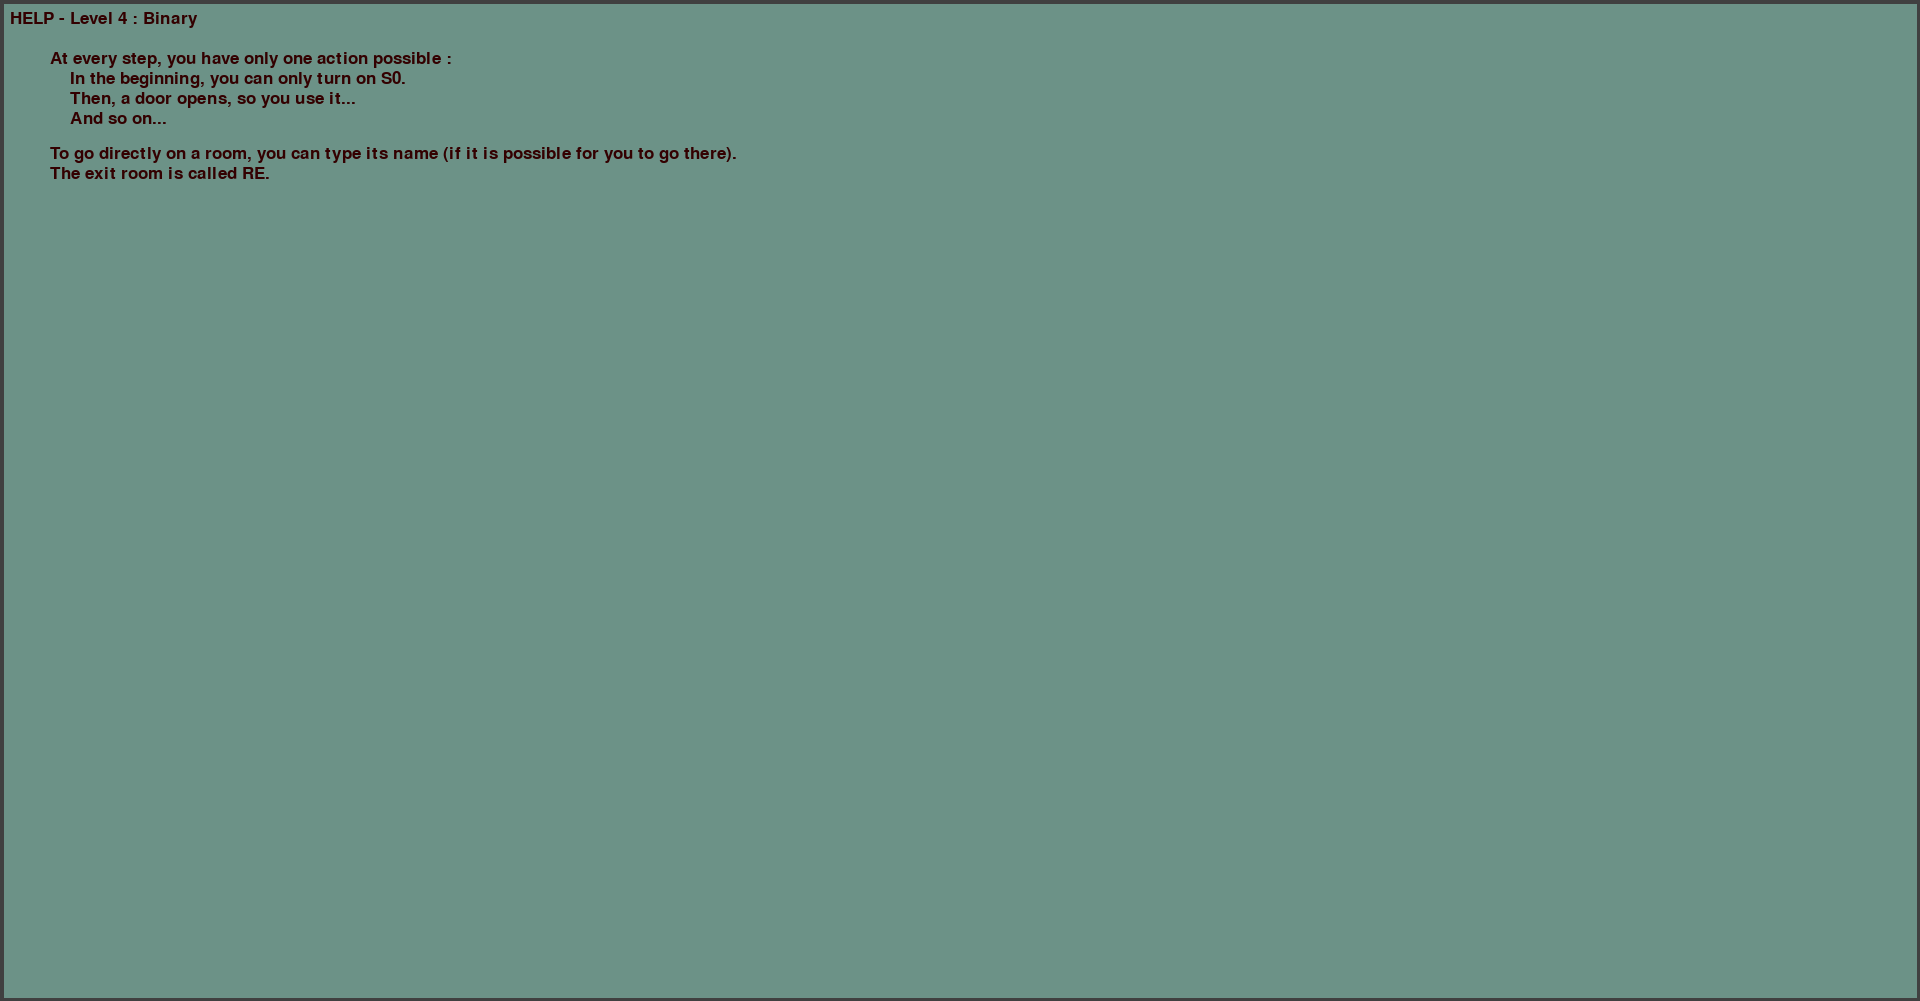 HELP - Level 4 : Binary
At every step, you have only one action possible :
In the beginning, you can only turn on S0.
Then, a door opens, so you use it...
And so on...
To go directly on a room, you can type its name (if it is possible for you to go there).
The exit room is called RE.